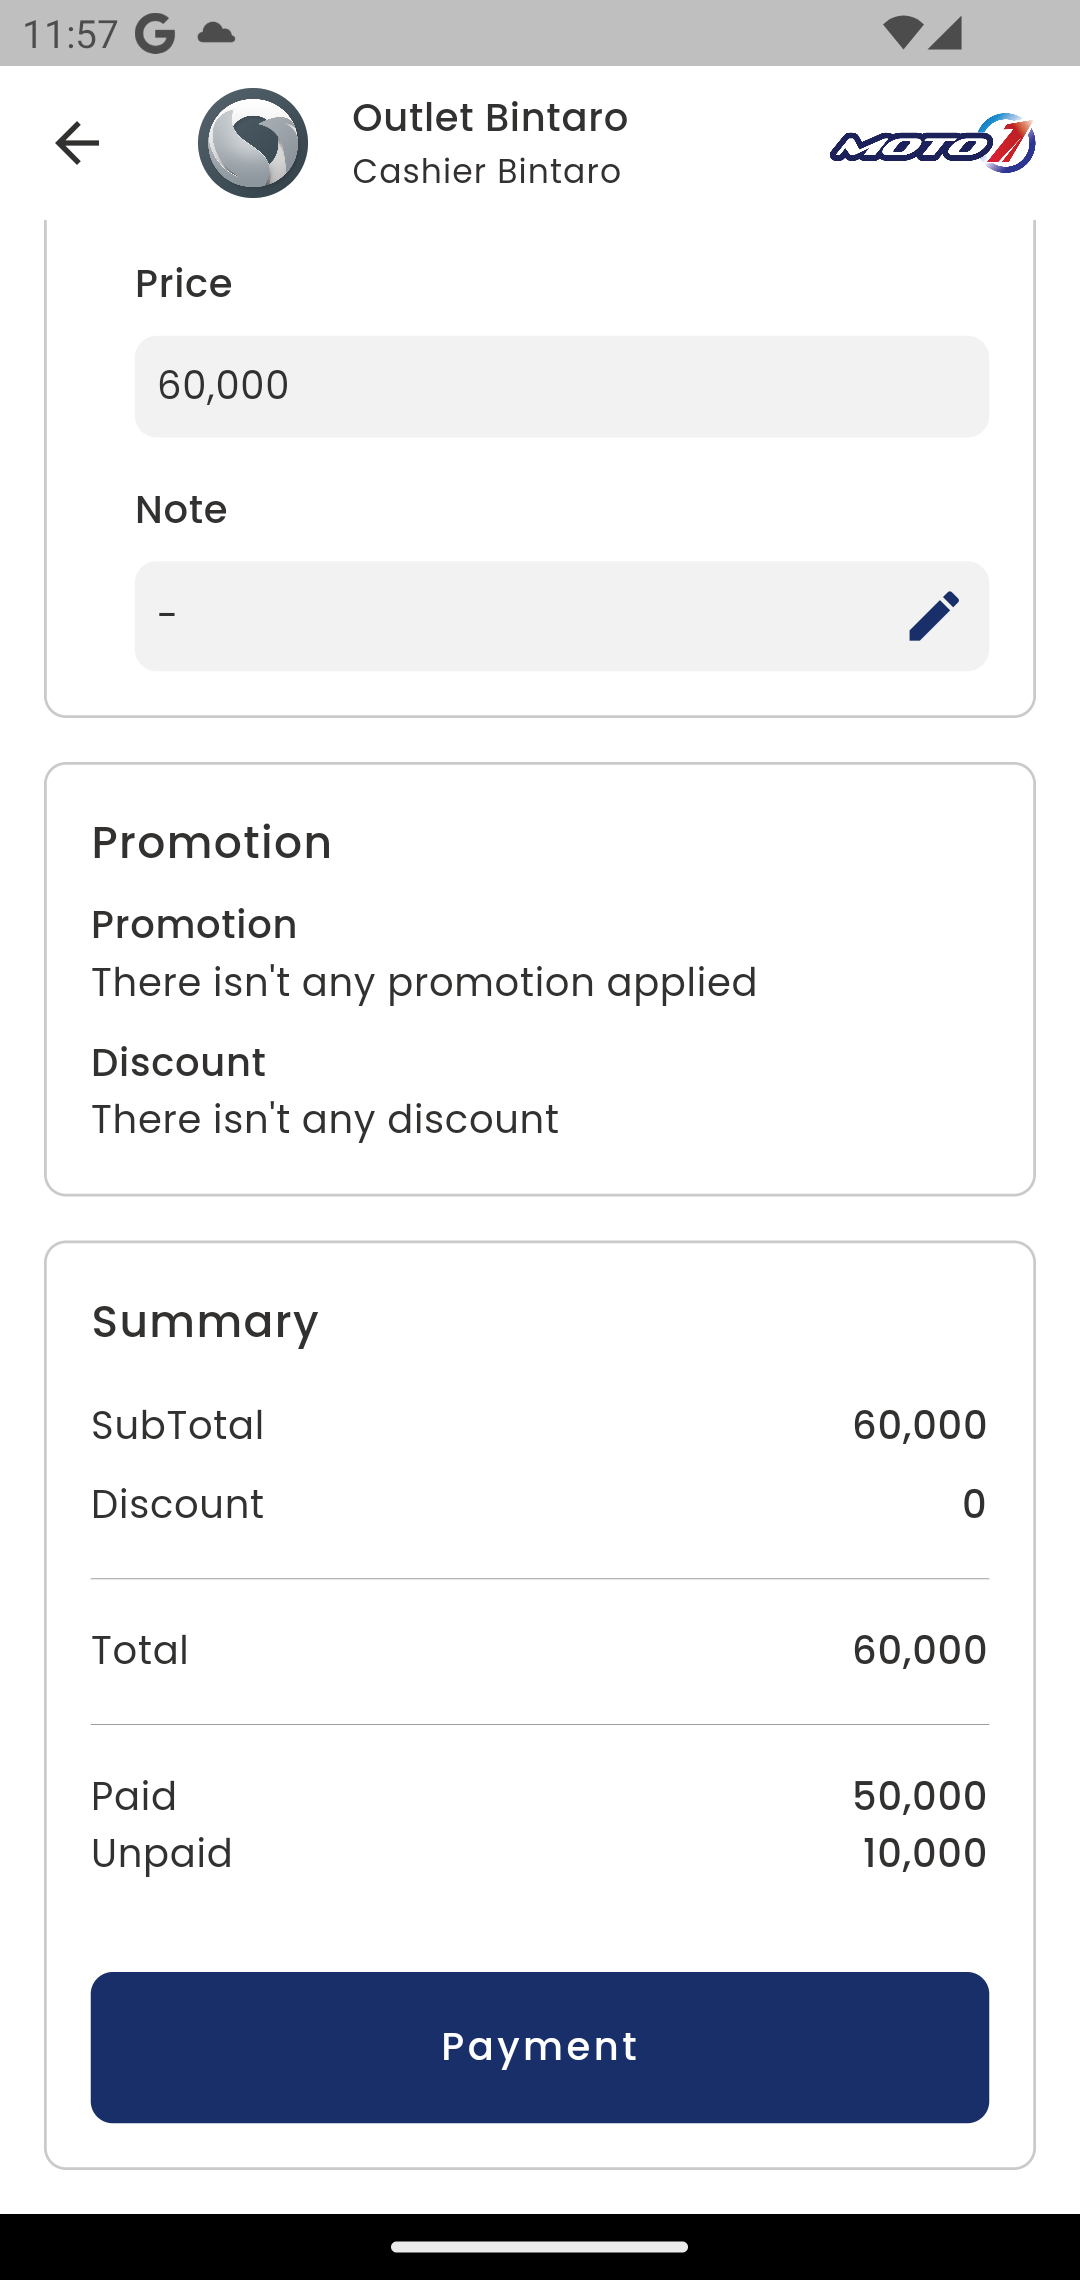 11:57
Outlet Bintaro
Cashier Bintaro
MOTO1
Price
60,000
Note
-
Promotion
Promotion
There isn't any promotion applied
Discount
There isn't any discount
Summary
SubTotal 60,000
Discount 0
Total 60,000
Paid 50,000
Unpaid 10,000
Payment